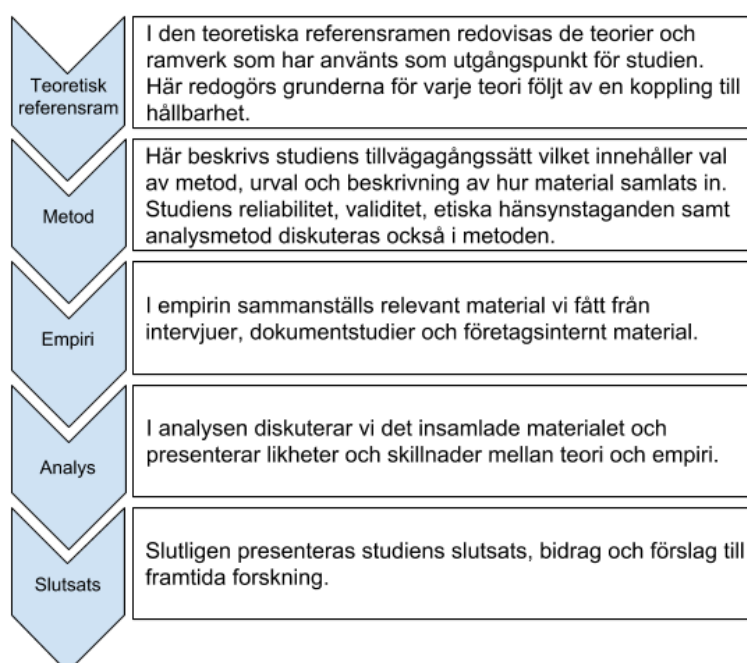 Teoretisk
referensram
I den teoretiska referensramen redovisas de teorier och
ramverk som har använts som utgångspunkt för studien.
Här redogörs grunderna för varje teori följt av en koppling till
hållbarhet.
Metod
Här beskrivs studiens tillvägagångssätt vilket innehåller val
av metod, urval och beskrivning av hur material samlats in.
Studiens reliabilitet, validitet, etiska hänsynstaganden samt
analysmetod diskuteras också i metoden.
Empiri
I empirin sammanställs relevant material vi fått från
intervjuer, dokumentstudier och företagsinternt material.
Analys
I analysen diskuterar vi det insamlade materialet och
presenterar likheter och skillnader mellan teori och empiri.
Slutsats
Slutligen presenteras studiens slutsats, bidrag och förslag till
framtida forskning.